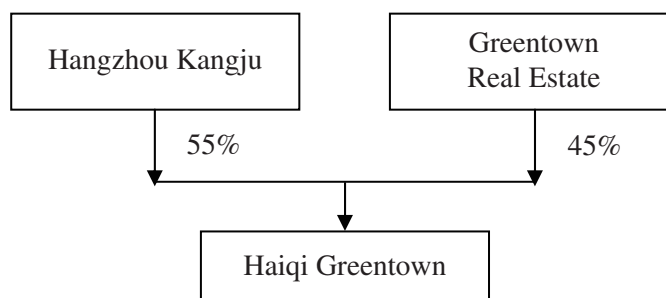 Hangzhou Kangju
Greentown
Real Estate
55%
45%
Haiqi Greentown